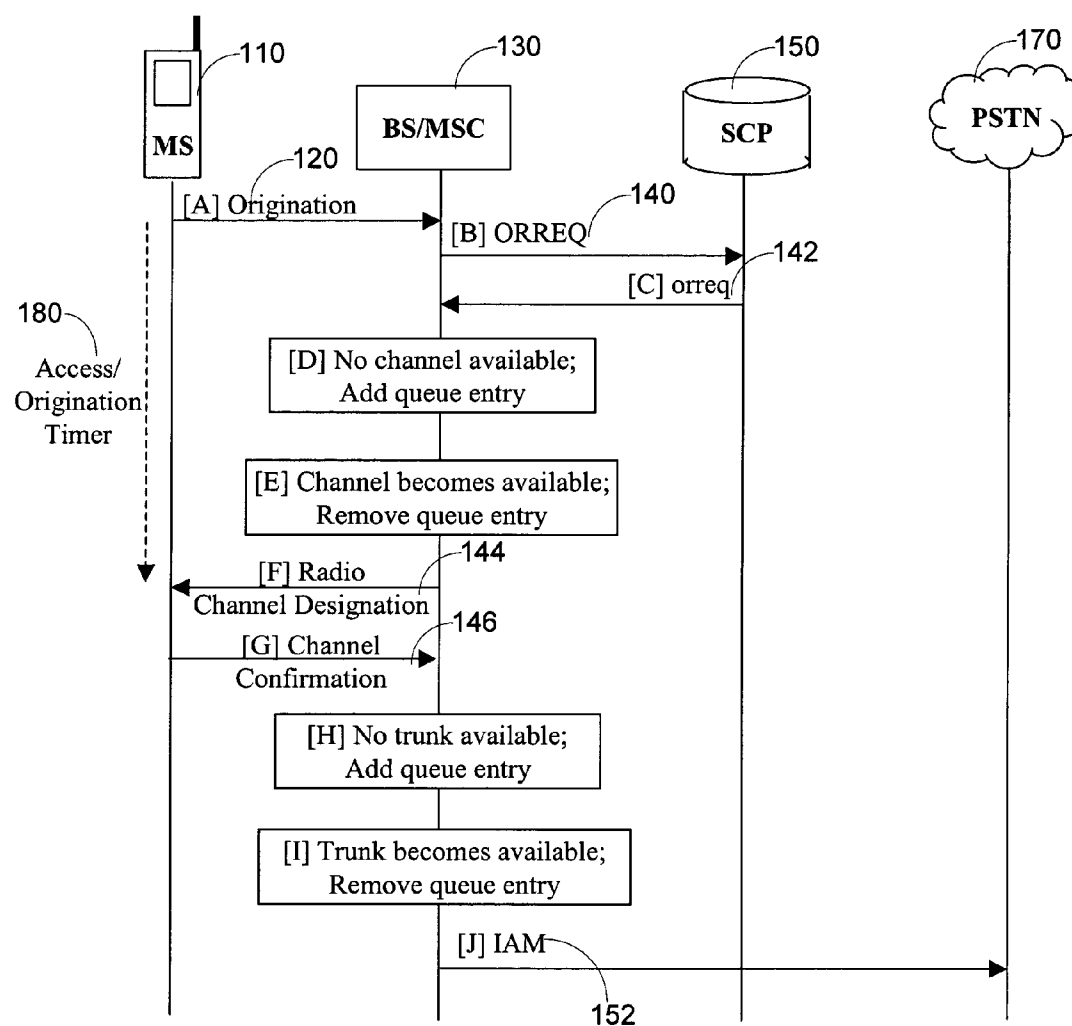 110
130
150
170
MS
BS/MSC
SCP
PSTN
120
[A] Origination
140
[B] ORREQ
142
[C] orreq
180
Access/
Origination
Timer
[D] No channel available;
Add queue entry
[E] Channel becomes available;
Remove queue entry
144
[F] Radio
Channel Designation
146
[G] Channel
Confirmation
[H] No trunk available;
Add queue entry
[I] Trunk becomes available;
Remove queue entry
[J] IAM
152